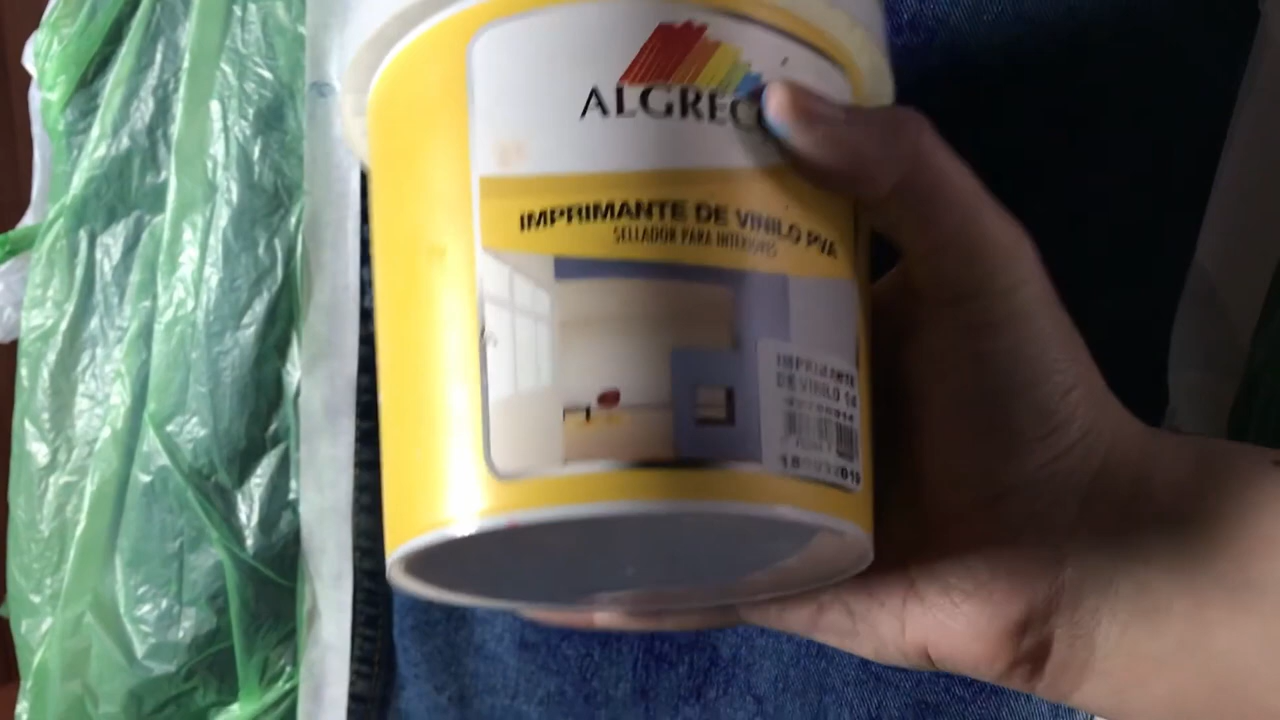 ALGREC
IMPRIMANTE DE VINILO PVA
SELLADOR PARA INTERIORES
IMPRIMANTE
DE VINILO